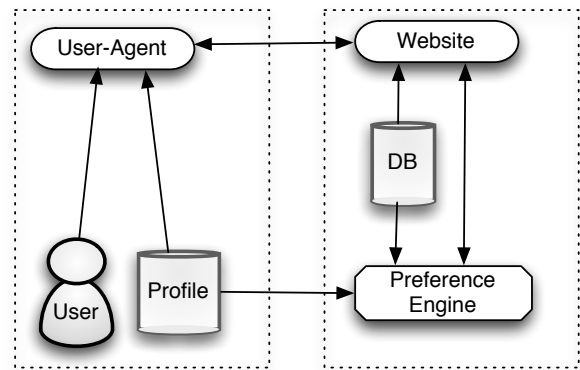 User-Agent
Website
DB
User
Profile
Preference
Engine